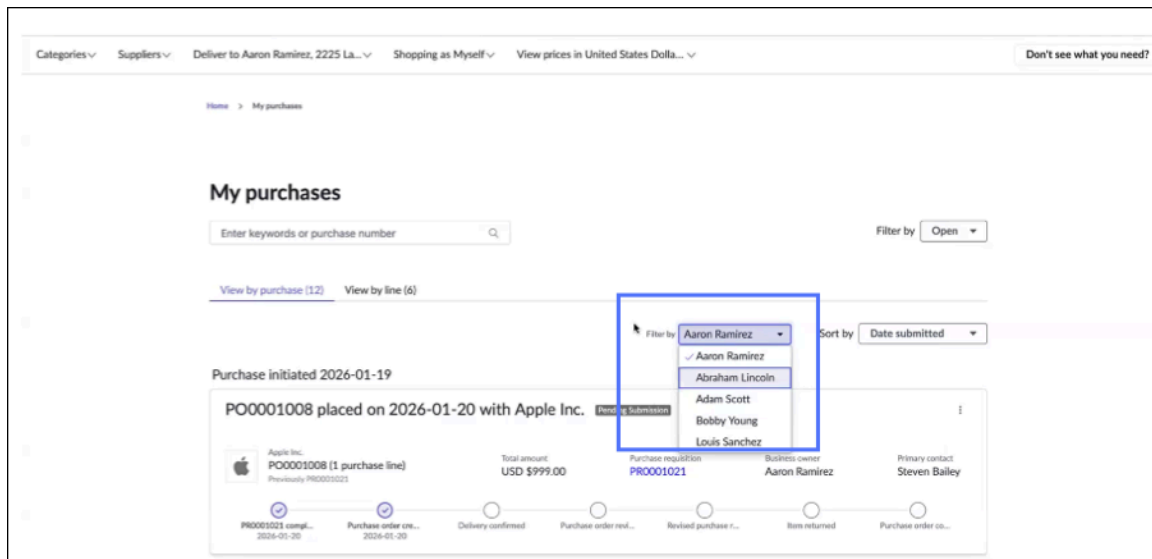 Categories Suppliers Deliver to Aaron Ramirez, 2225 La... Shopping as Myself View prices in United States Dolla... Don't see what you need?
Home > My purchases
My purchases
Enter keywords or purchase number Filter by Open
View by purchase (12) View by line (6)
Filter by Aaron Ramirez Sort by Date submitted
Aaron Ramirez
Abraham Lincoln
Adam Scott
Bobby Young
Louis Sanchez
Purchase initiated 2026-01-19
PO0001008 placed on 2026-01-20 with Apple Inc. Pending Submission
Apple Inc. Total amount Purchase requisition Business owner Primary contact
PO0001008 (1 purchase line) USD $999.00 PR0001021 Aaron Ramirez Steven Bailey
Previously PR0001021
PR0001021 compl... Purchase order cre... Delivery confirmed Purchase order revi... Revised purchase r... Item returned Purchase order co...
2026-01-20 2026-01-20